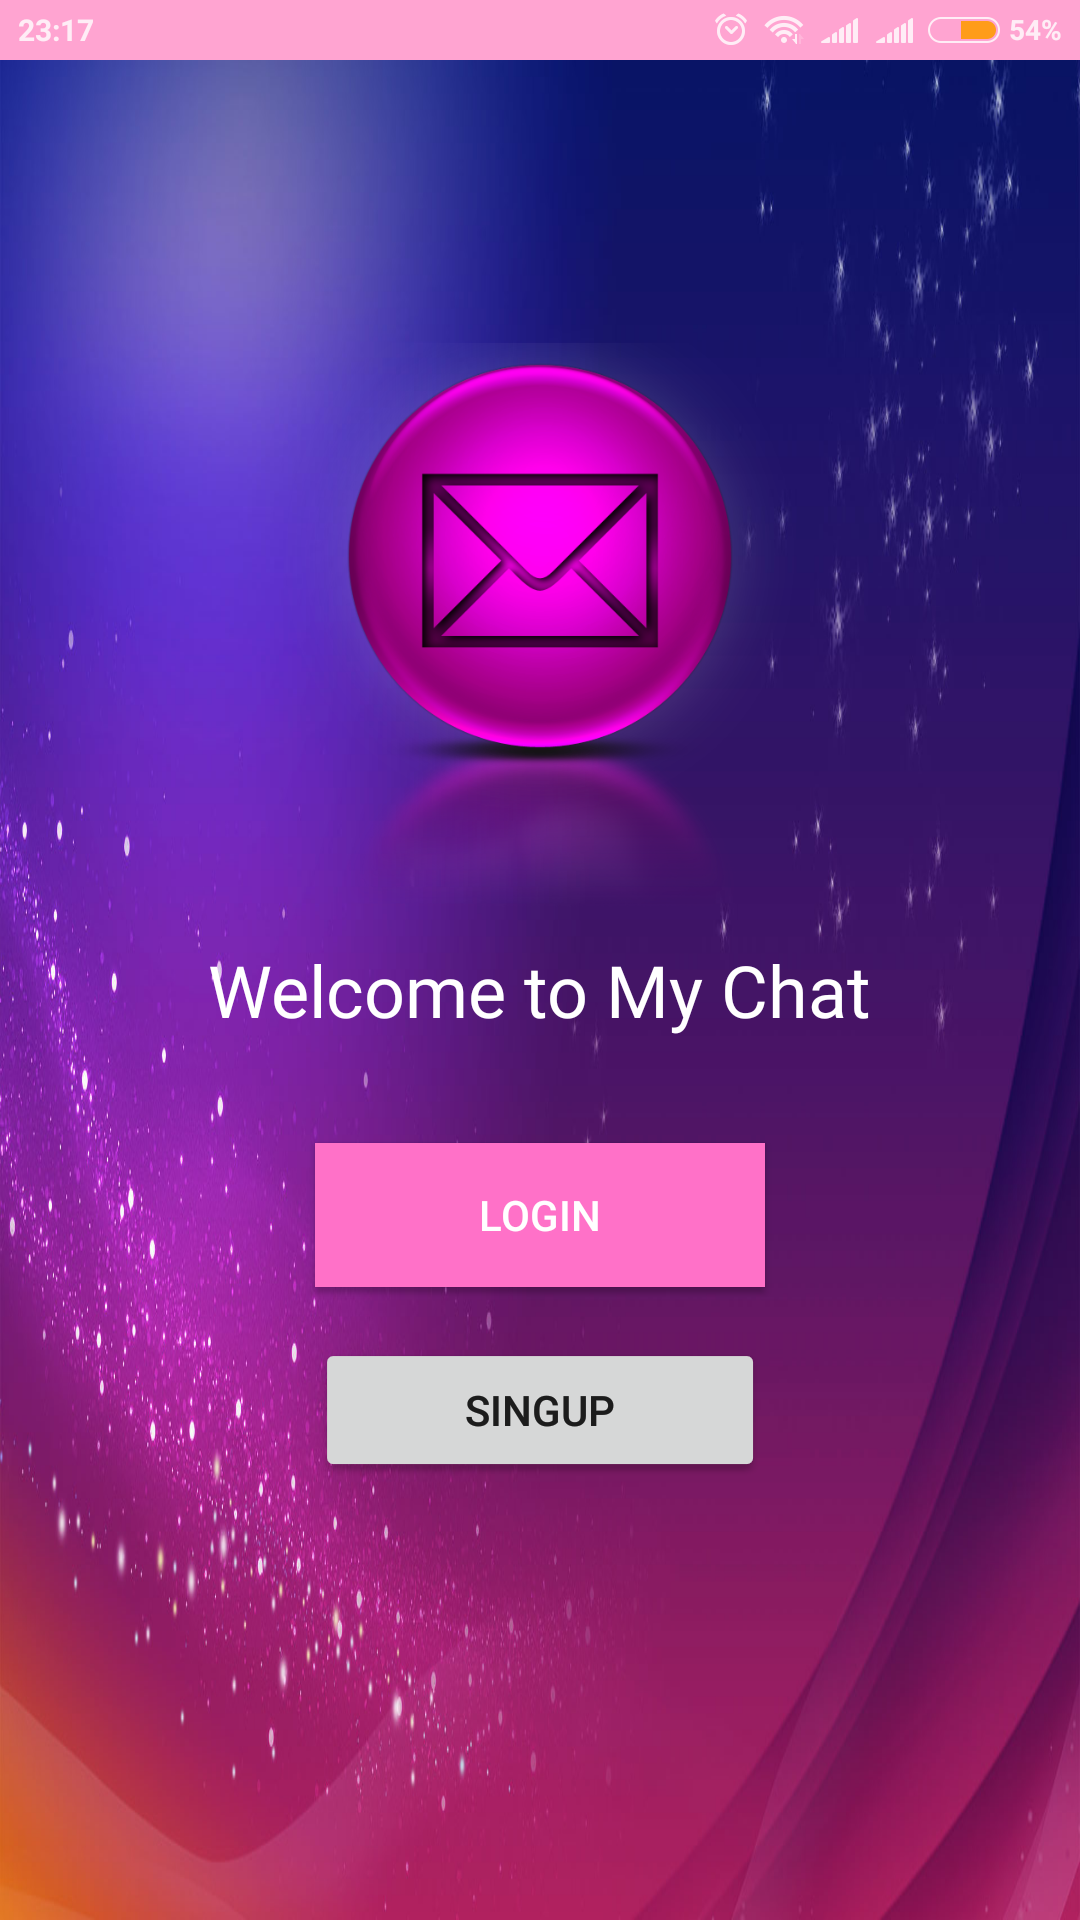 23:17 54%
Welcome to My Chat
LOGIN
SINGUP